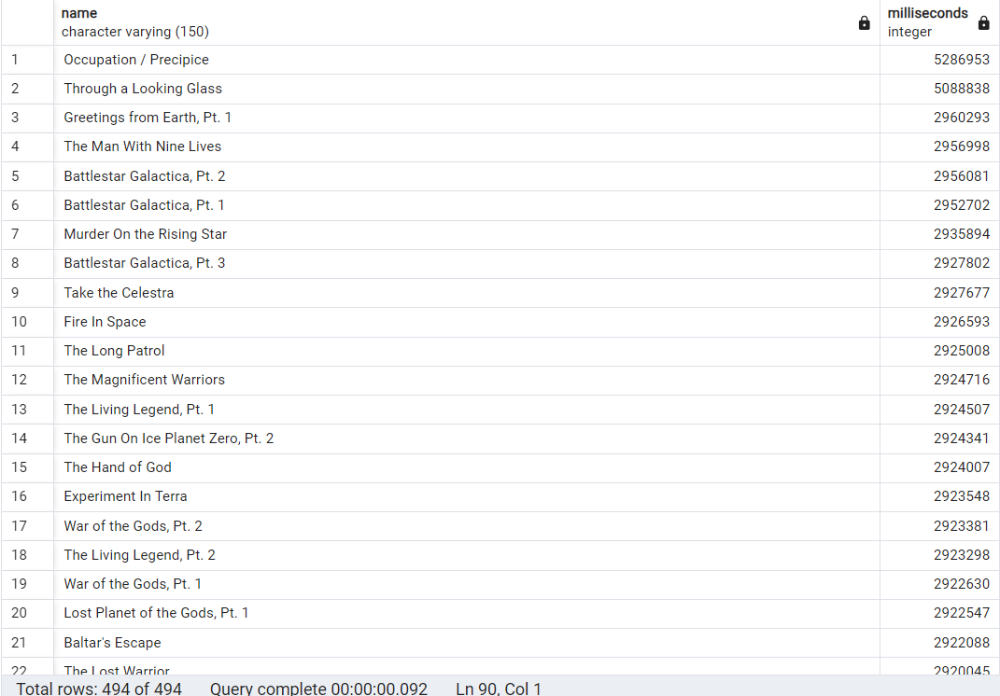 name milliseconds
character varying (150) integer
1 Occupation / Precipice 5286953
2 Through a Looking Glass 5088838
3 Greetings from Earth, Pt. 1 2960293
4 The Man With Nine Lives 2956998
5 Battlestar Galactica, Pt. 2 2956081
6 Battlestar Galactica, Pt. 1 2952702
7 Murder On the Rising Star 2935894
8 Battlestar Galactica, Pt. 3 2927802
9 Take the Celestra 2927677
10 Fire In Space 2926593
11 The Long Patrol 2925008
12 The Magnificent Warriors 2924716
13 The Living Legend, Pt. 1 2924507
14 The Gun On Ice Planet Zero, Pt. 2 2924341
15 The Hand of God 2924007
16 Experiment In Terra 2923548
17 War of the Gods, Pt. 2 2923381
18 The Living Legend, Pt. 2 2923298
19 War of the Gods, Pt. 1 2922630
20 Lost Planet of the Gods, Pt. 1 2922547
21 Baltar's Escape 2922088
22 The Lost Warrior 2920045
Total rows: 494 of 494 Query complete 00:00:00.092 Ln 90, Col 1